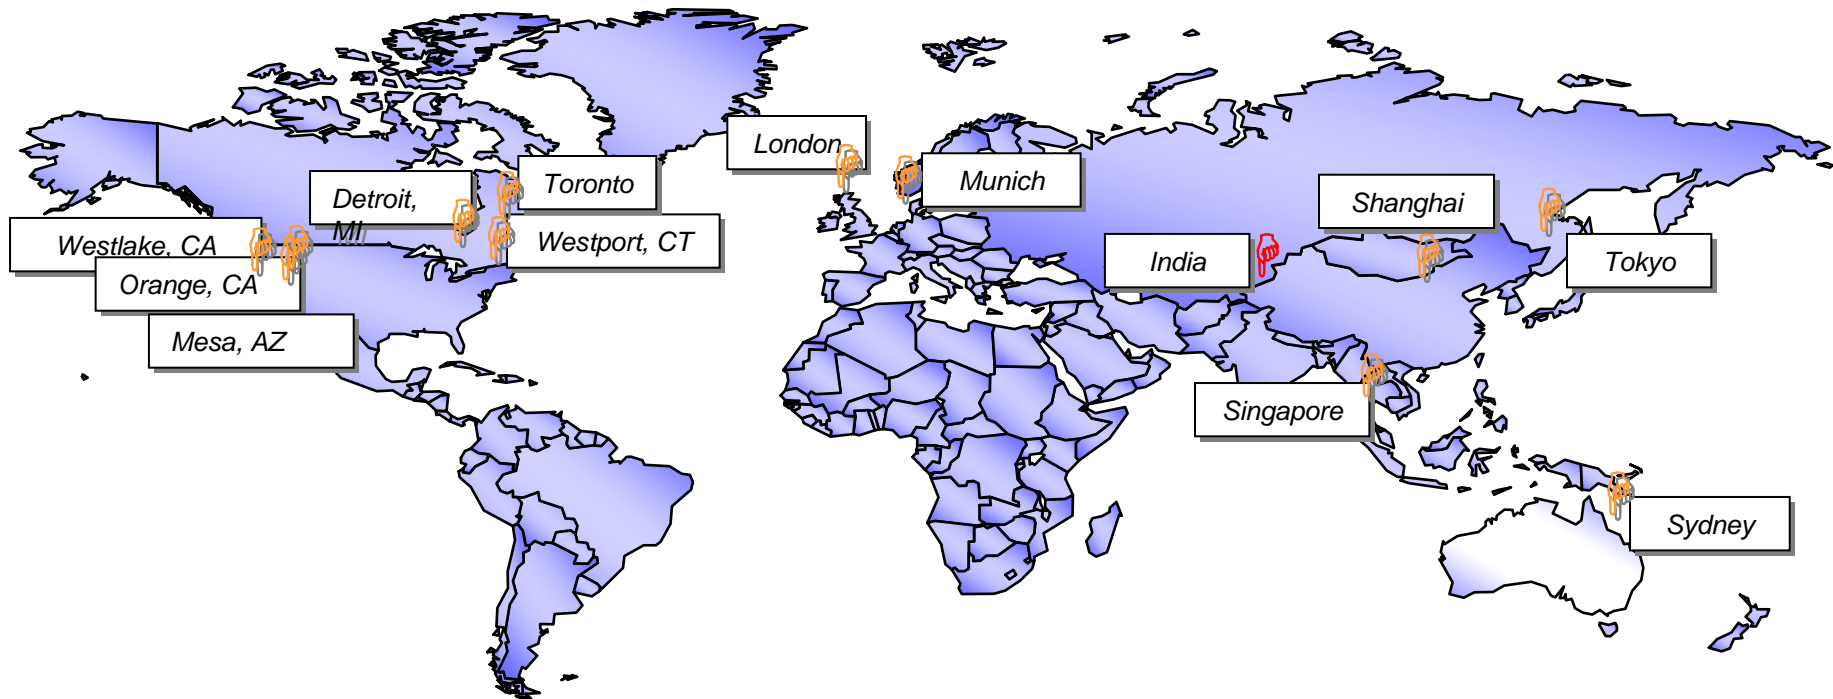 London
Toronto
Munich
Detroit,
MI
Shanghai
Westlake, CA
Westport, CT
India
Tokyo
Orange, CA
Mesa, AZ
Singapore
Sydney